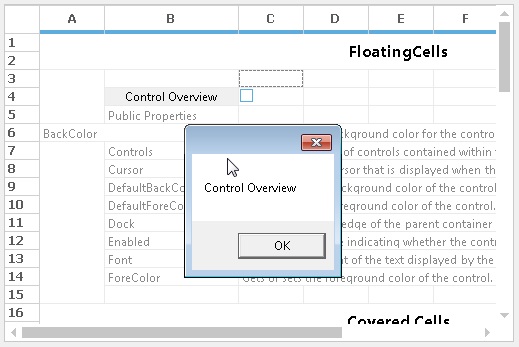 A B C D E F
1 FloatingCells
2
3
4 Control Overview
5 Public Properties
6 BackColor kground color for the contro
7 Controls of controls contained within
8 Cursor rsor that is displayed when th
9 DefaultBackCo ckground color of the control
10 DefaultForeCo reground color of the control.
11 Dock edge of the parent container
12 Enabled e indicating whether the contr
13 Font nt of the text displayed by the
14 ForeColor Gets or sets the foreground color of the control.
15
16 Covered Cells
Control Overview
OK